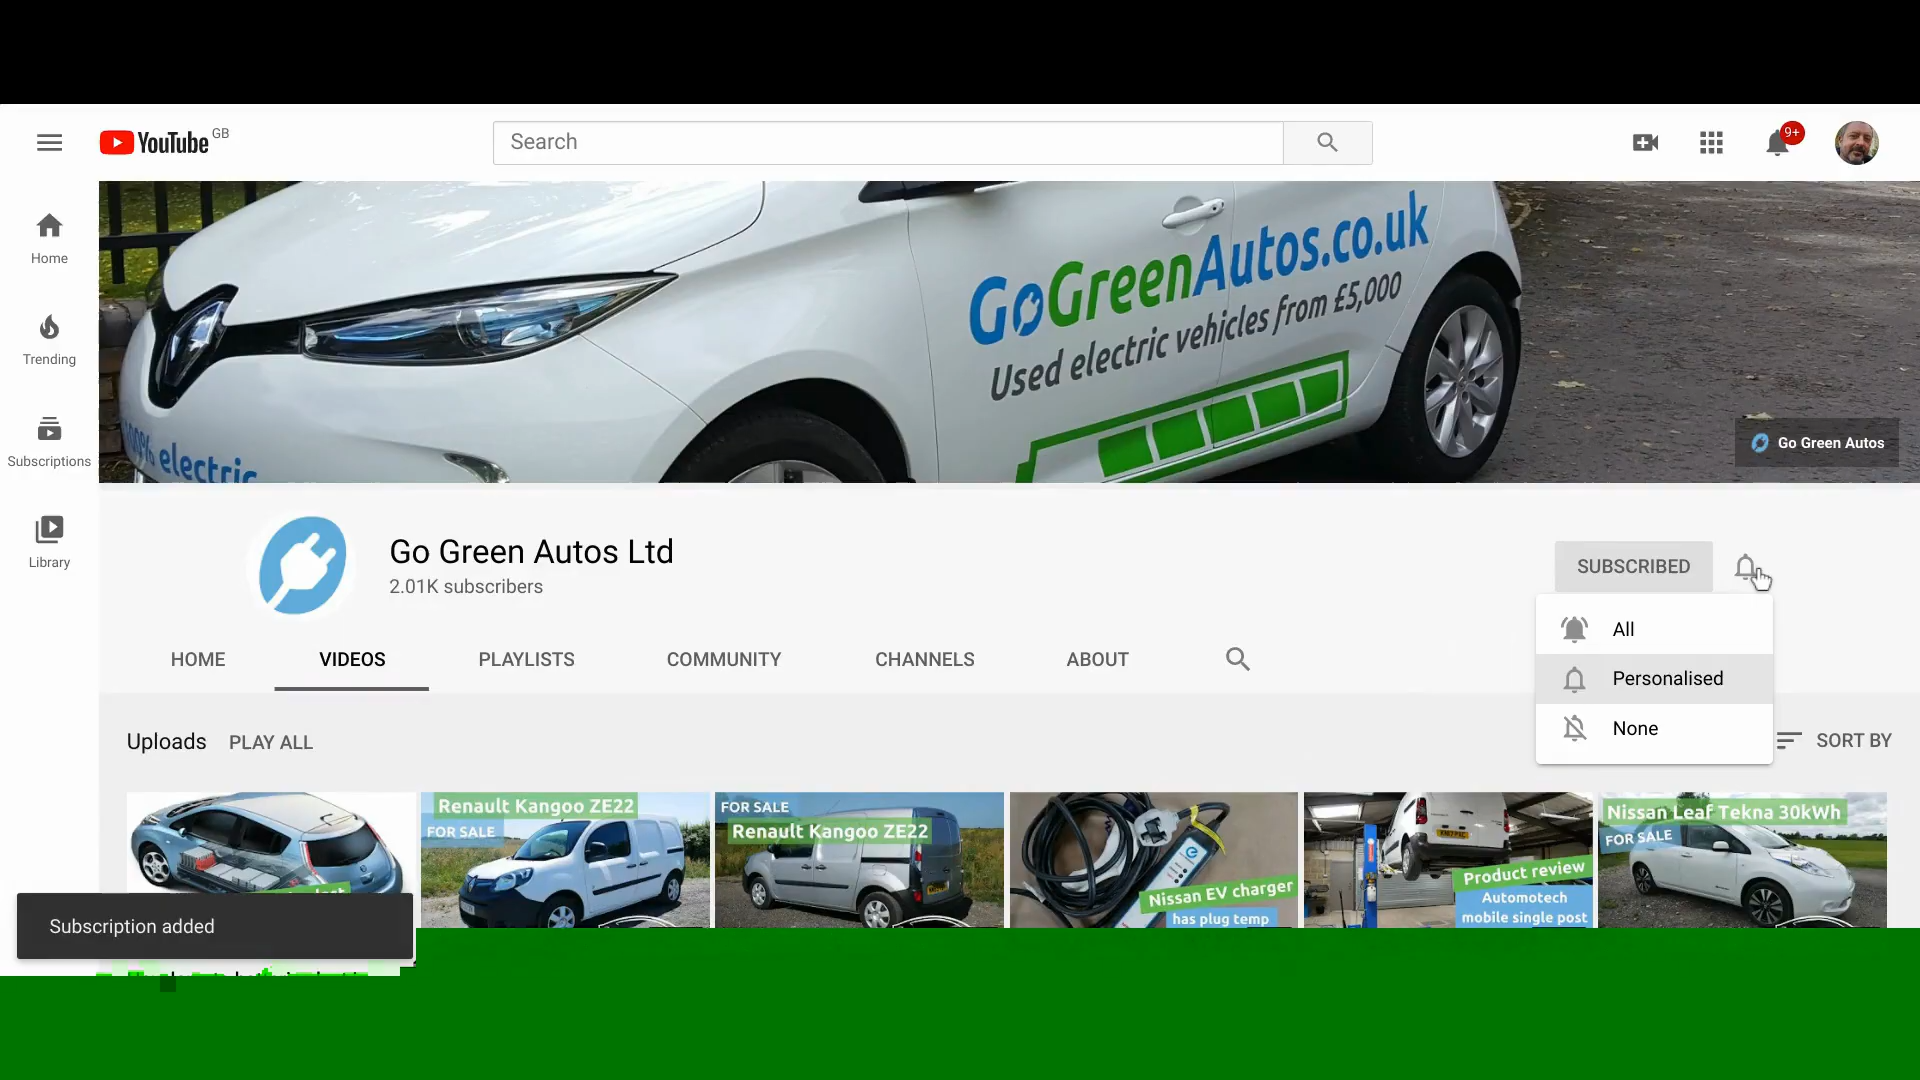 YouTube GB
Search
9+
Home
Trending
Subscriptions
Library
GoGreenAutos.co.uk
Used electric vehicles from £5,000
100% electric
Go Green Autos
Go Green Autos Ltd
2.01K subscribers
SUBSCRIBED
All
Personalised
None
HOME
VIDEOS
PLAYLISTS
COMMUNITY
CHANNELS
ABOUT
Uploads
PLAY ALL
SORT BY
Renault Kangoo ZE22
FOR SALE
FOR SALE
Renault Kangoo ZE22
Nissan EV charger
has plug temp
Product review
Automotech
mobile single post
Nissan Leaf Tekna 30kWh
FOR SALE
Subscription added